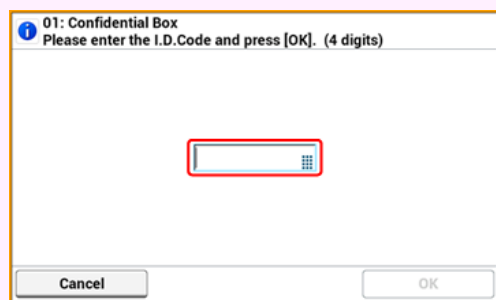 01: Confidential Box
Please enter the I.D.Code and press [OK]. (4 digits)
Cancel
OK